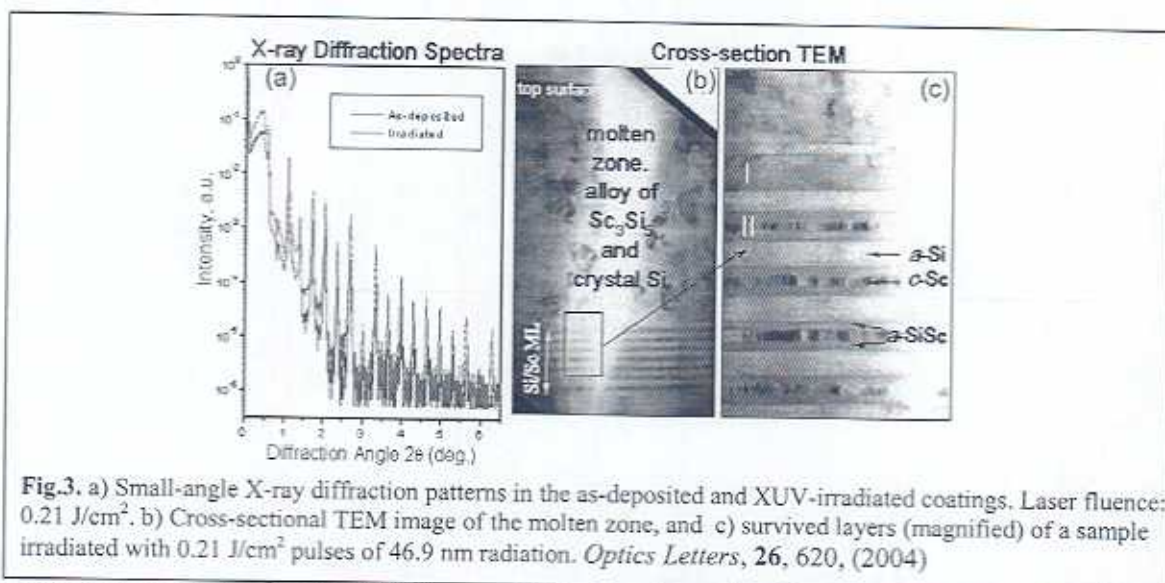 X-ray Diffraction Spectra
Cross-section TEM
(a)
As-deposited
Irradiated
Intensity, a.u.
0 1 2 3 4 5 6
Diffraction Angle 2θ (deg.)
(b)
top surface
molten
zone.
alloy of
Sc₃Si₅
and
crystal Si
Si/Sc ML
(c)
I
II
a-Si
c-Sc
a-SiSc
Fig.3. a) Small-angle X-ray diffraction patterns in the as-deposited and XUV-irradiated coatings. Laser fluence:
0.21 J/cm². b) Cross-sectional TEM image of the molten zone, and c) survived layers (magnified) of a sample
irradiated with 0.21 J/cm² pulses of 46.9 nm radiation. Optics Letters, 26, 620, (2004)